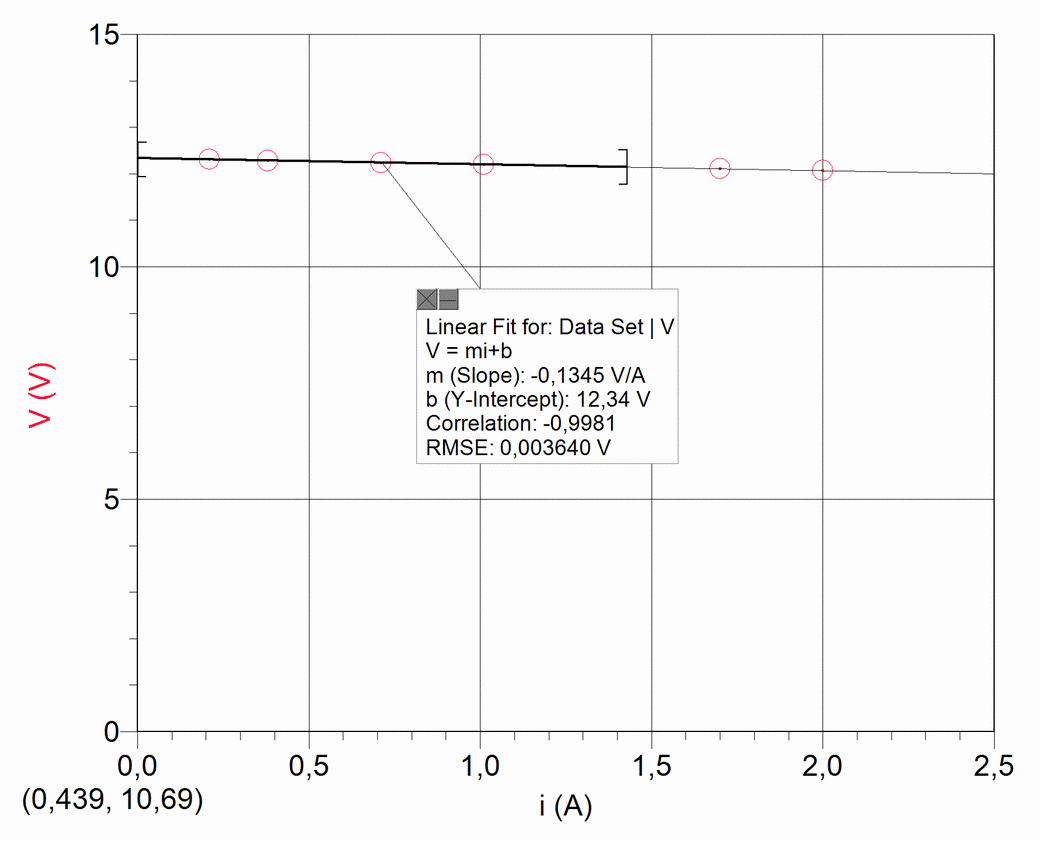 15
10
5
0
V (V)
Linear Fit for: Data Set | V
V = mi+b
m (Slope): -0,1345 V/A
b (Y-Intercept): 12,34 V
Correlation: -0,9981
RMSE: 0,003640 V
0,0 0,5 1,0 1,5 2,0 2,5
(0,439, 10,69)
i (A)